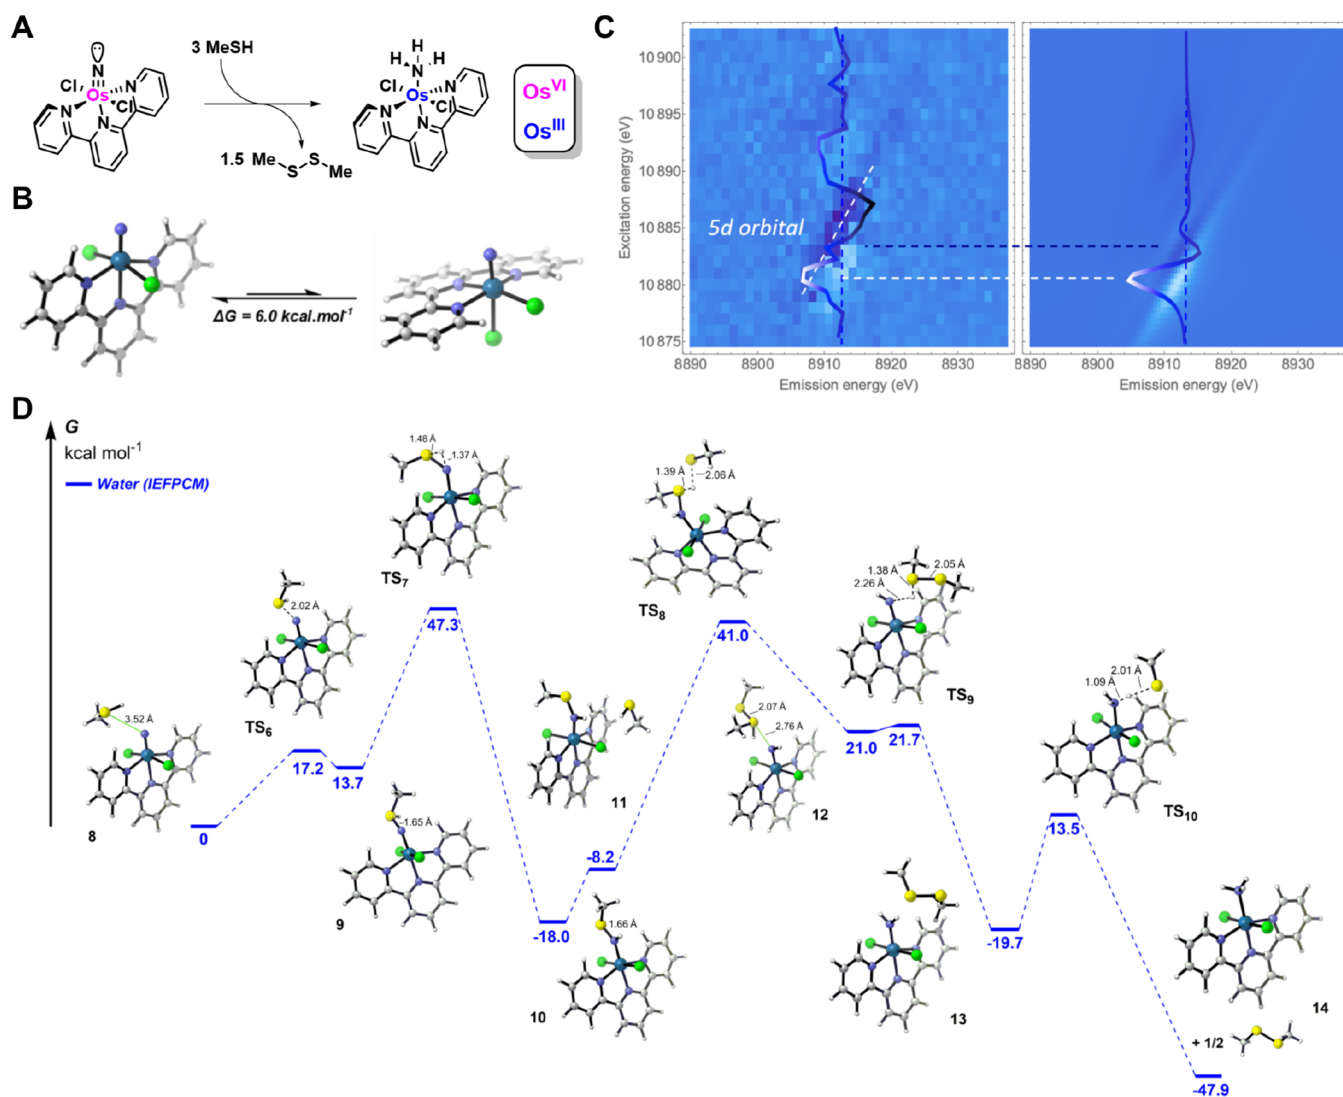 A
3 MeSH
N
Cl
N
Os
N
Cl
N
1.5 Me
S
S
Me
H
H
H
N
Cl
N
Os
N
Cl
N
Os^VI
Os^III
B
ΔG = 6.0 kcal.mol⁻¹
C
Excitation energy (eV)
10 900
10 895
10 890
10 885
10 880
10 875
5d orbital
8890 8900 8910 8920 8930
Emission energy (eV)
8890 8900 8910 8920 8930
Emission energy (eV)
D
G
kcal mol⁻¹
Water (IEFPCM)
3.52 Å
8
0
2.02 Å
TS₆
17.2
13.7
1.65 Å
9
1.48 Å
1.37 Å
TS₇
47.3
-18.0
1.66 Å
10
11
-8.2
1.39 Å
2.06 Å
TS₈
41.0
2.07 Å
2.76 Å
12
21.0
21.7
1.38 Å
2.05 Å
2.26 Å
TS₉
13
-19.7
1.09 Å
2.01 Å
TS₁₀
13.5
14
+ 1/2
-47.9